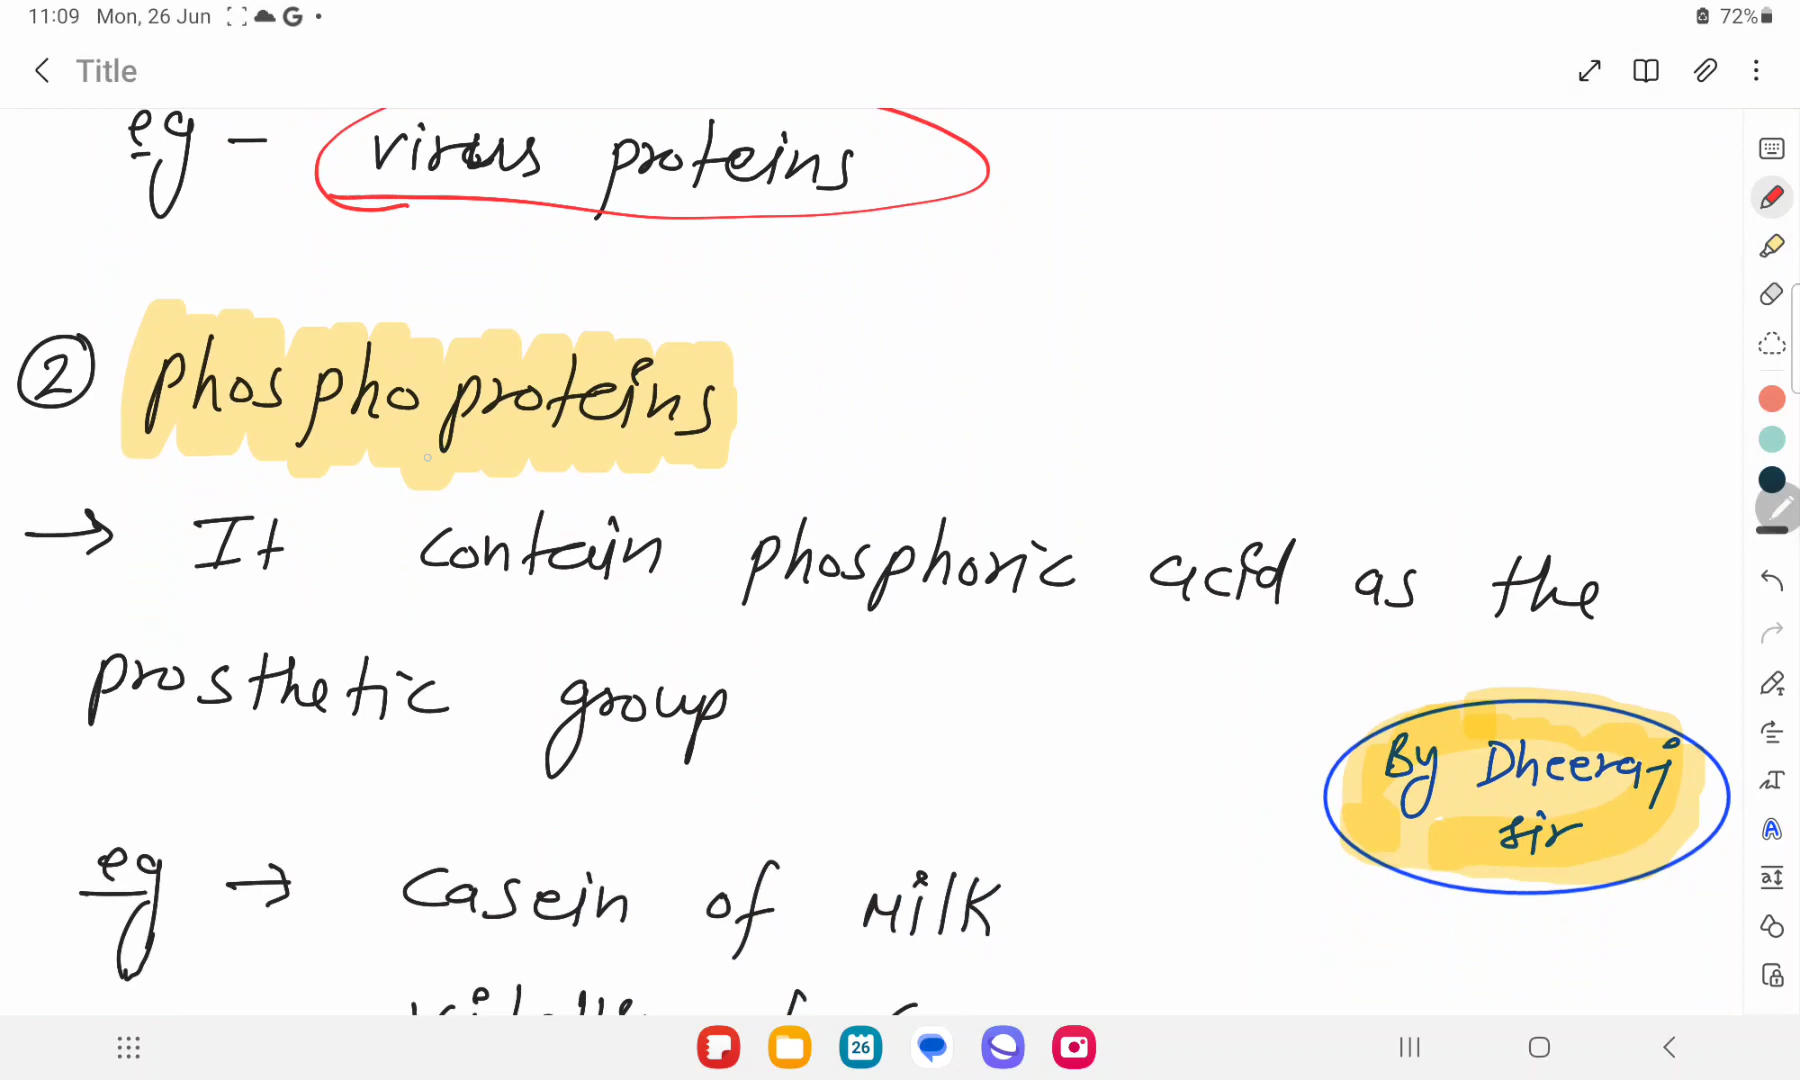 11:09 Mon, 26 Jun
72%
Title
eg - virus proteins
2 phosphoproteins
→ It contain phosphoric acid as the
prosthetic group
By Dheeraj
sir
eg → Casein of Milk
26